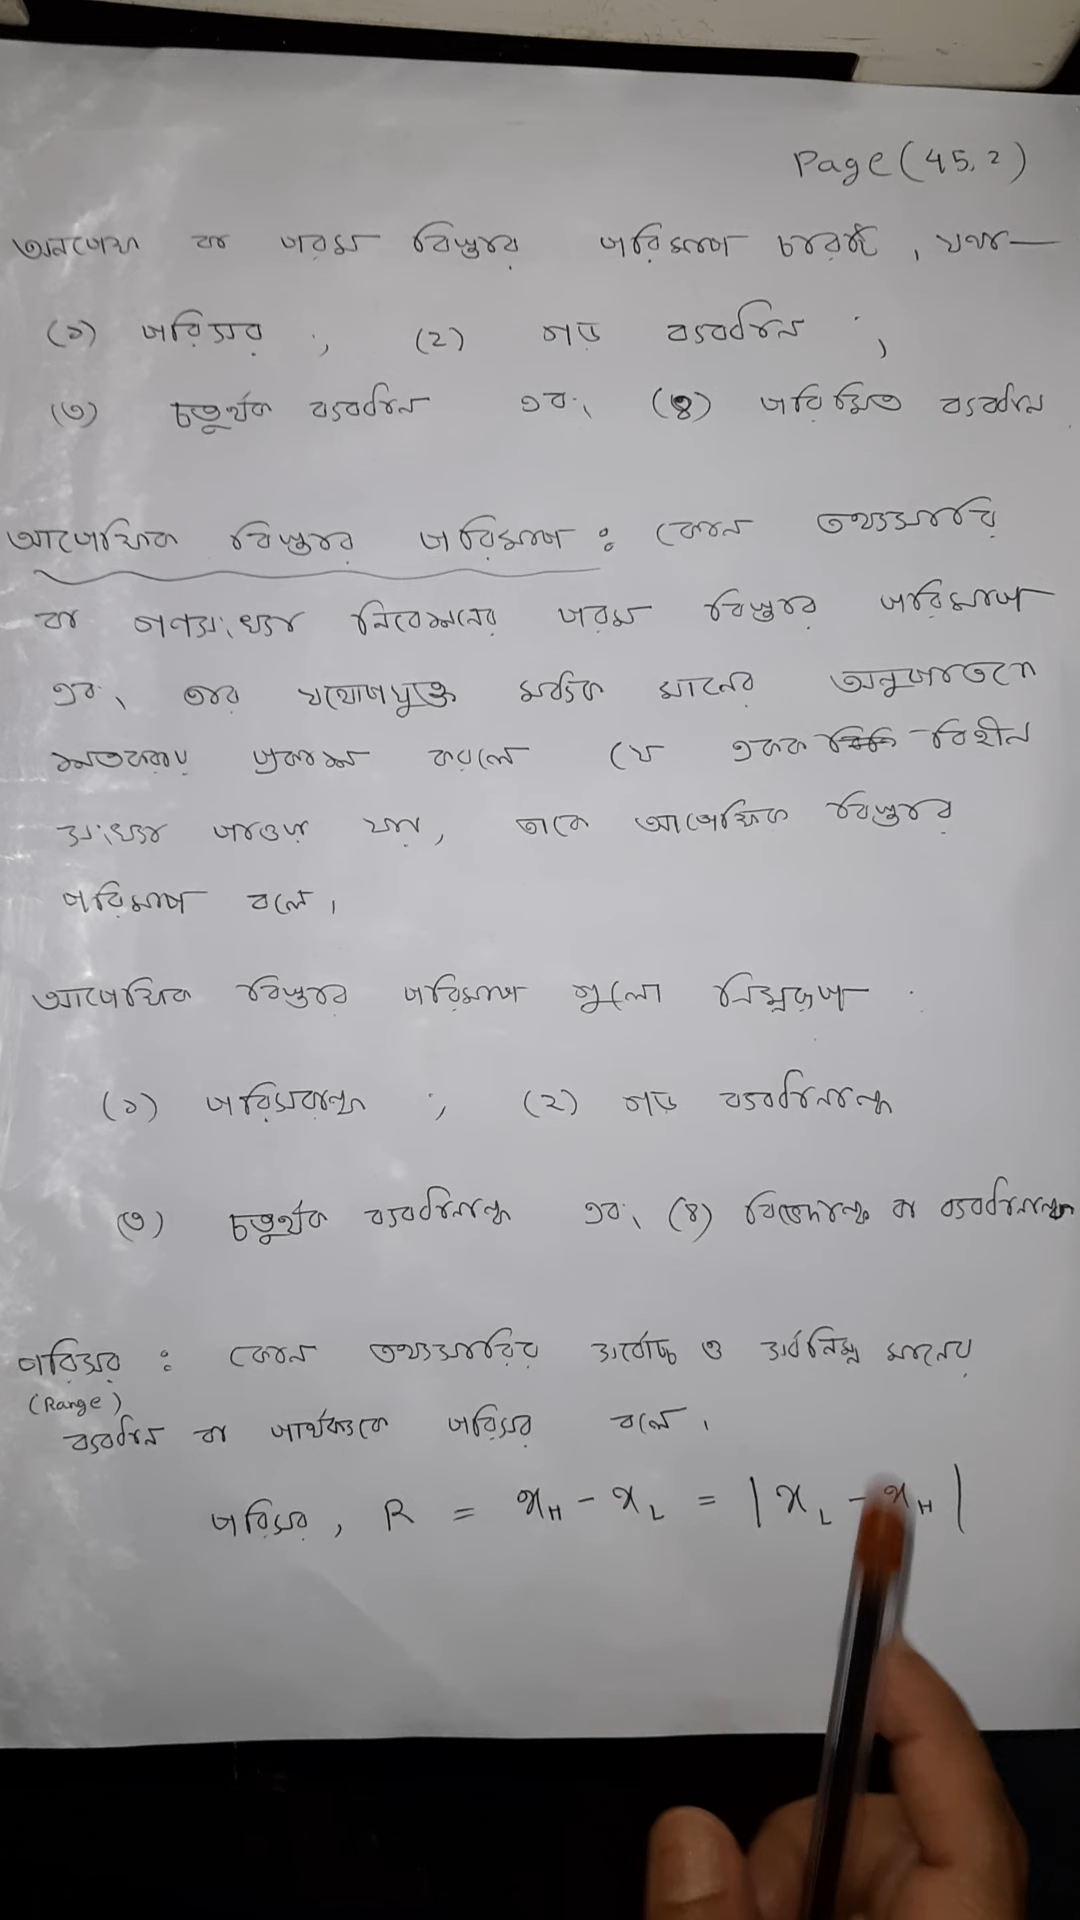 Page (45.2)
অনপেক্ষ বা পরম বিস্তার পরিমাপ চারটি, যথা—
(১) পরিসর ; (২) গড় ব্যবধান ;
(৩) চতুর্থক ব্যবধান এবং (৪) পরিমিত ব্যবধান
আপেক্ষিক বিস্তার পরিমাপ : কোন তথ্যসারি
বা গণসংখ্যা নিবেশনের পরম বিস্তার পরিমাপ
এবং তার যথোপযুক্ত মধ্যক মানের অনুপাতকে
শতকরায় প্রকাশ করলে যে একক বিহীন
সংখ্যা পাওয়া যায়, তাকে আপেক্ষিক বিস্তার
পরিমাপ বলে।
আপেক্ষিক বিস্তার পরিমাপ গুলো নিম্নরূপ
(১) পরিসরাঙ্ক ; (২) গড় ব্যবধানাঙ্ক
(৩) চতুর্থক ব্যবধানাঙ্ক এবং (৪) বিভেদাঙ্ক বা ব্যবধানাঙ্ক
পরিসর : কোন তথ্যসারির সর্বোচ্চ ও সর্বনিম্ন মানের
(Range)
ব্যবধান বা পার্থক্যকে পরিসর বলে।
পরিসর, R = x_H − x_L = |x_L − x_H|